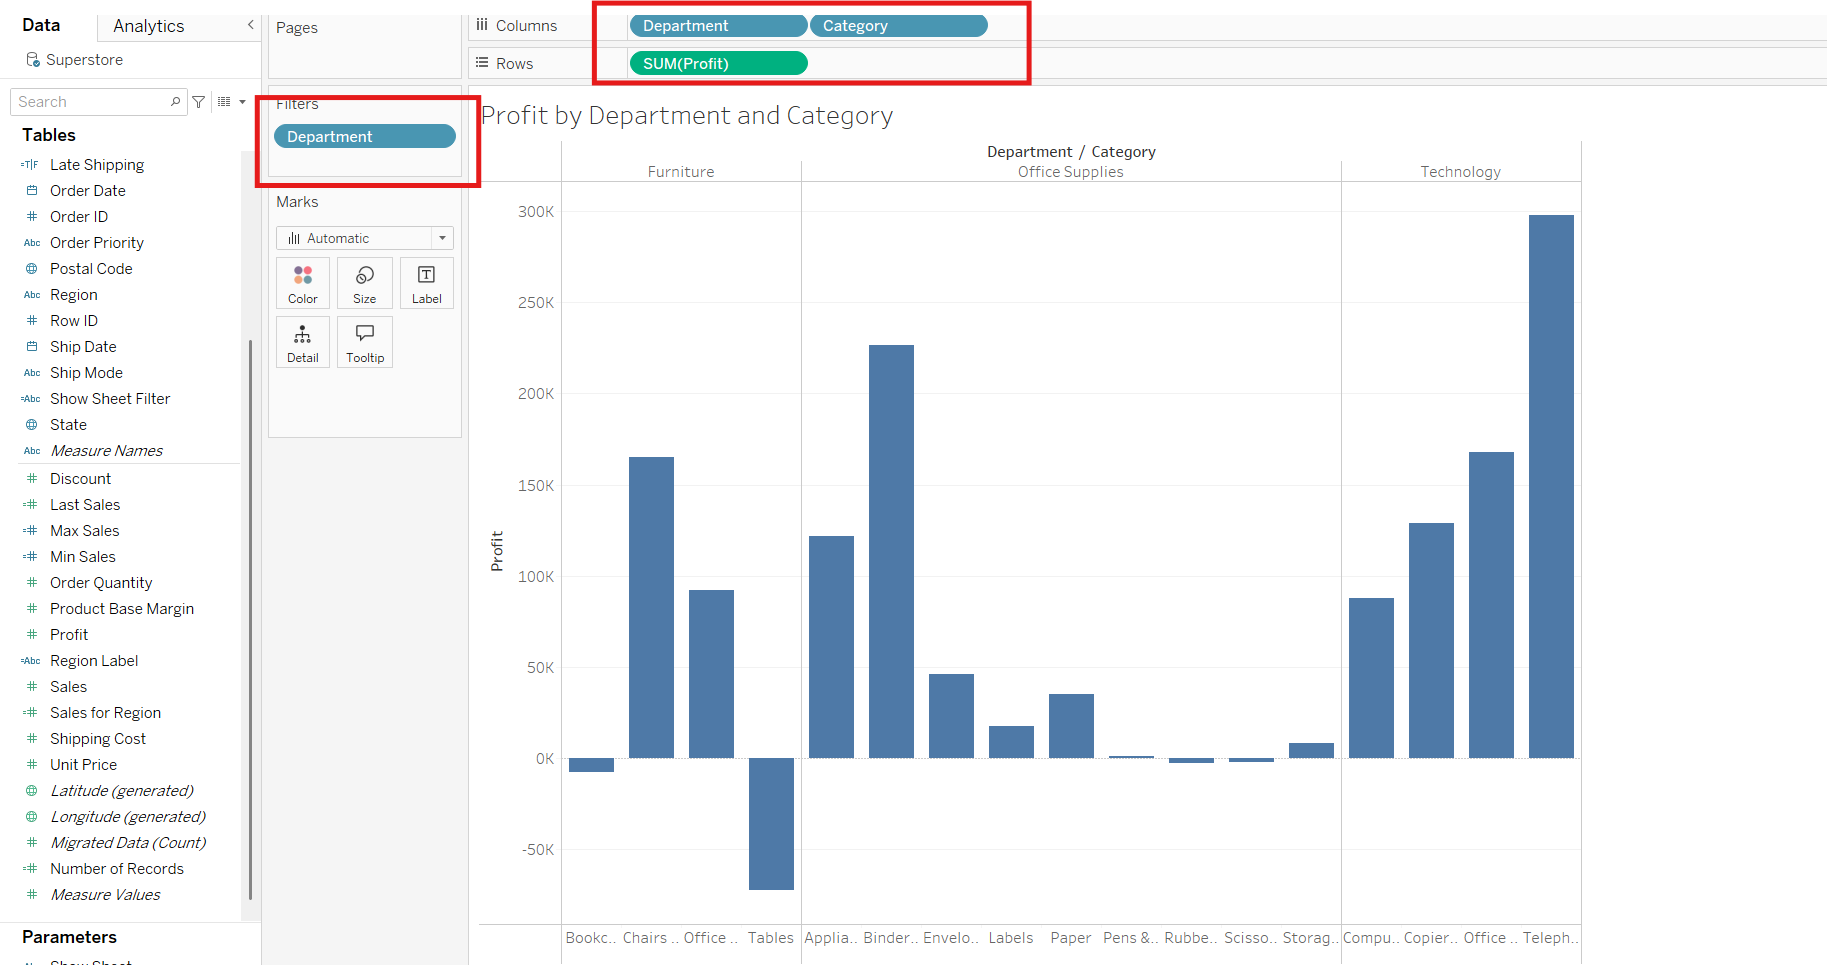 Data
Analytics
Superstore
Search
Tables
=T|F Late Shipping
Order Date
# Order ID
Abc Order Priority
Postal Code
Abc Region
# Row ID
Ship Date
Abc Ship Mode
=Abc Show Sheet Filter
State
Abc Measure Names
# Discount
=# Last Sales
=# Max Sales
=# Min Sales
# Order Quantity
# Product Base Margin
# Profit
=Abc Region Label
# Sales
=# Sales for Region
# Shipping Cost
# Unit Price
Latitude (generated)
Longitude (generated)
# Migrated Data (Count)
=# Number of Records
# Measure Values
Parameters
Pages
Filters
Department
Marks
Automatic
Color Size Label
Detail Tooltip
Columns Department Category
Rows SUM(Profit)
Profit by Department and Category
Department / Category
Furniture Office Supplies Technology
300K
250K
200K
150K
100K
50K
0K
-50K
Profit
Bookc.. Chairs .. Office .. Tables Applia.. Binder.. Envelo.. Labels Paper Pens &.. Rubbe.. Scisso.. Storag.. Compu.. Copier.. Office .. Teleph..